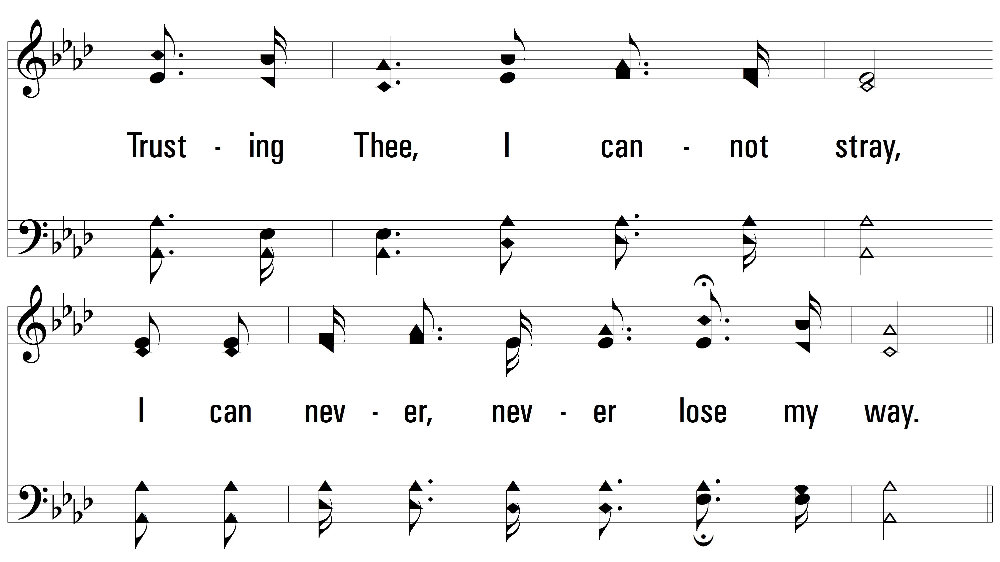 Trust - ing Thee, I can - not stray,
I can nev - er, nev - er lose my way.